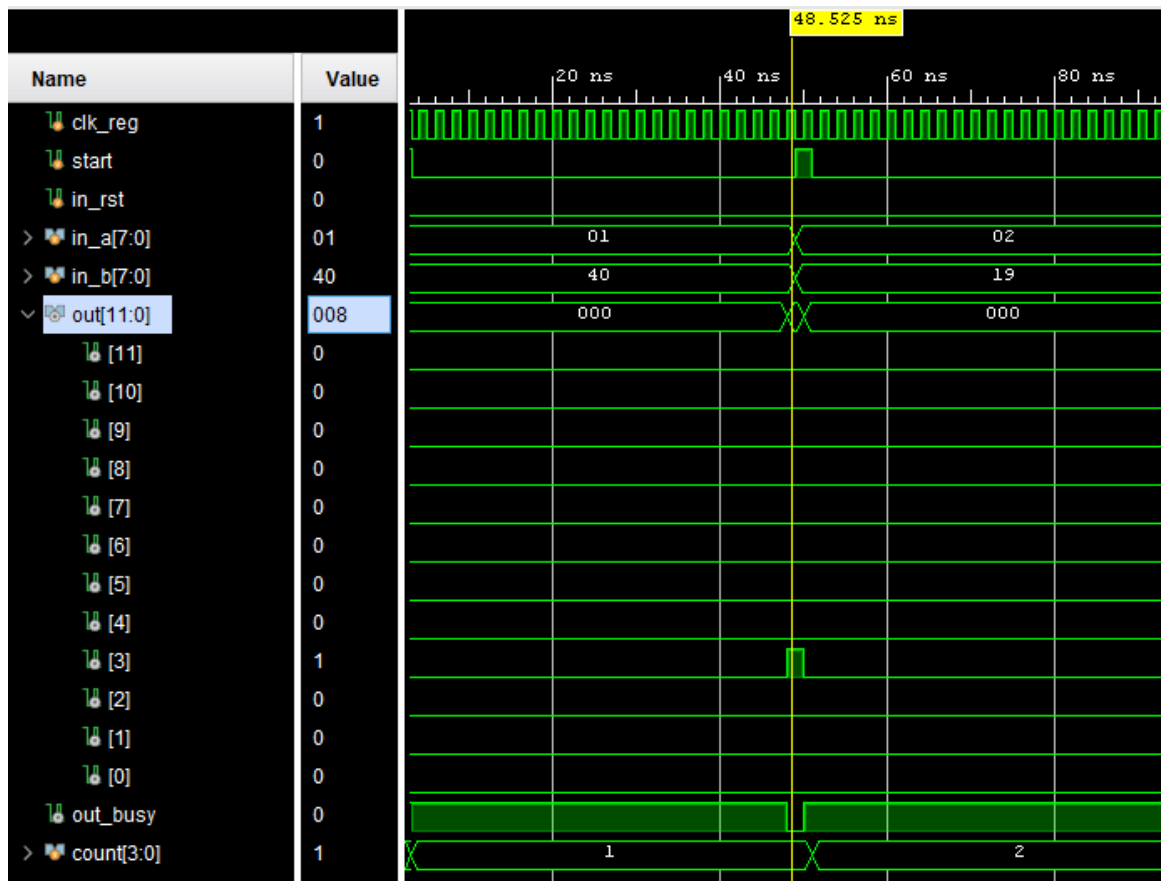 48.525 ns
Name Value 20 ns 40 ns 60 ns 80 ns
clk_reg 1
start 0
in_rst 0
> in_a[7:0] 01 01 02
> in_b[7:0] 40 40 19
out[11:0] 008 000 000
[11] 0
[10] 0
[9] 0
[8] 0
[7] 0
[6] 0
[5] 0
[4] 0
[3] 1
[2] 0
[1] 0
[0] 0
out_busy 0
> count[3:0] 1 1 2